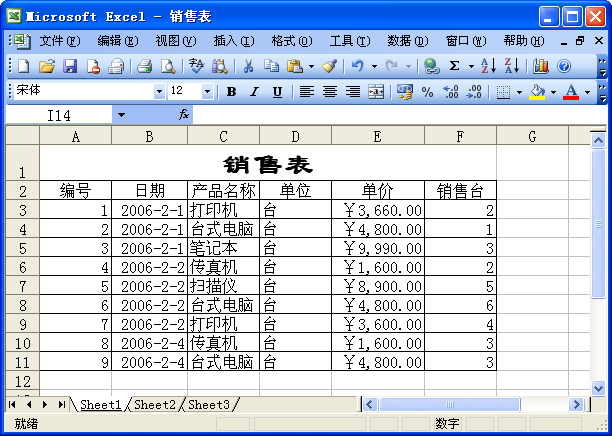 Microsoft Excel - 销售表
文件(F) 编辑(E) 视图(V) 插入(I) 格式(O) 工具(T) 数据(D) 窗口(W) 帮助(H)
宋体 12 B I U
I14 fx
A B C D E F G
1 销售表
2 编号 日期 产品名称 单位 单价 销售台
3 1 2006-2-1 打印机 台 ¥3,660.00 2
4 2 2006-2-1 台式电脑 台 ¥4,800.00 1
5 3 2006-2-1 笔记本 台 ¥9,990.00 3
6 4 2006-2-2 传真机 台 ¥1,600.00 2
7 5 2006-2-2 扫描仪 台 ¥8,900.00 5
8 6 2006-2-2 台式电脑 台 ¥4,800.00 6
9 7 2006-2-2 打印机 台 ¥3,600.00 4
10 8 2006-2-4 传真机 台 ¥1,600.00 3
11 9 2006-2-4 台式电脑 台 ¥4,800.00 3
12
Sheet1 Sheet2 Sheet3
就绪 数字